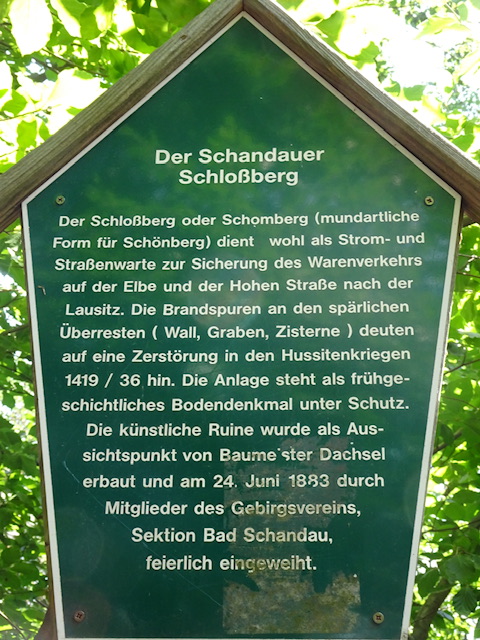 Der Schandauer
Schloßberg
Der Schloßberg oder Schomberg (mundartliche
Form für Schönberg) dient wohl als Strom- und
Straßenwarte zur Sicherung des Warenverkehrs
auf der Elbe und der Hohen Straße nach der
Lausitz. Die Brandspuren an den spärlichen
Überresten ( Wall, Graben, Zisterne ) deuten
auf eine Zerstörung in den Hussitenkriegen
1419 / 36 hin. Die Anlage steht als frühge-
schichtliches Bodendenkmal unter Schutz.
Die künstliche Ruine wurde als Aus-
sichtspunkt von Baume ster Dachsel
erbaut und am 24. Juni 1883 durch
Mitglieder des Gebirgsvereins,
Sektion Bad Schandau,
feierlich eingeweiht.